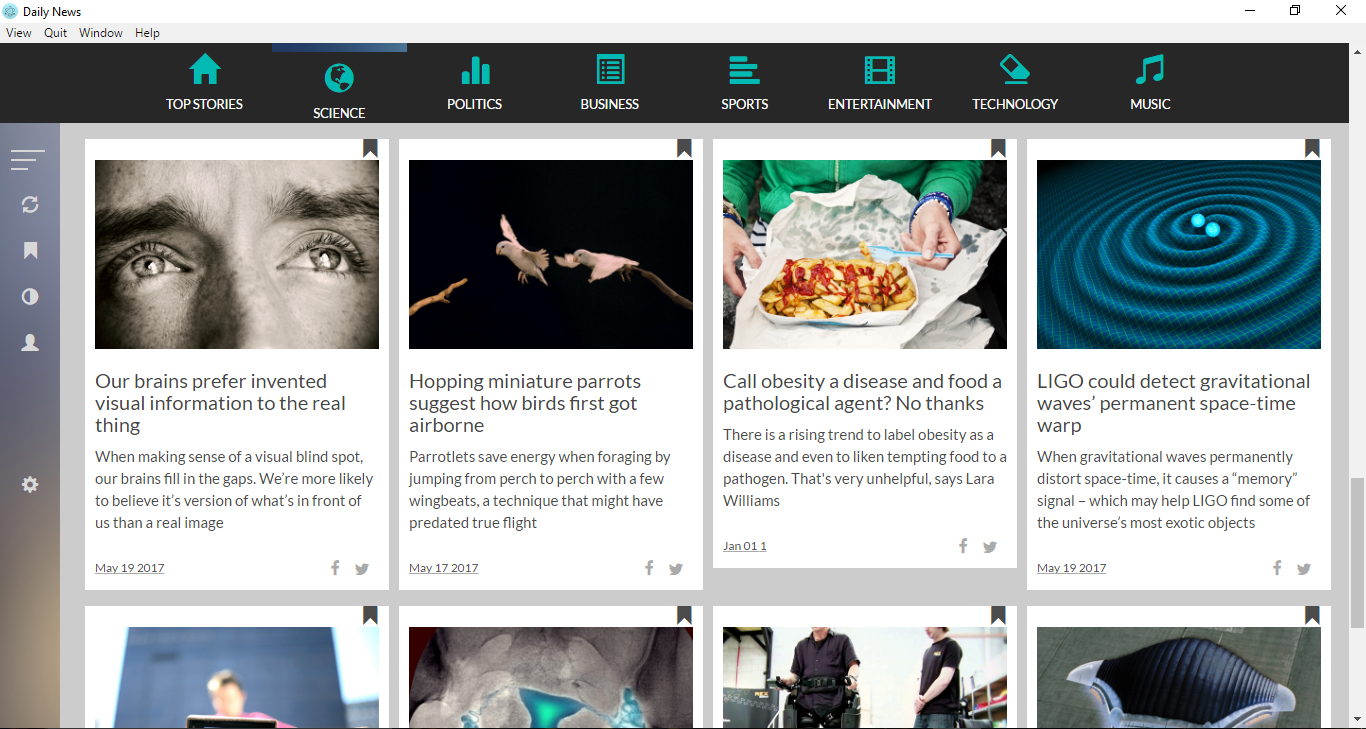 Daily News
View Quit Window Help
TOP STORIES
SCIENCE
POLITICS
BUSINESS
SPORTS
ENTERTAINMENT
TECHNOLOGY
MUSIC
Our brains prefer invented
visual information to the real
thing
When making sense of a visual blind spot,
our brains fill in the gaps. We’re more likely
to believe it’s version of what’s in front of
us than a real image
May 19 2017
Hopping miniature parrots
suggest how birds first got
airborne
Parrotlets save energy when foraging by
jumping from perch to perch with a few
wingbeats, a technique that might have
predated true flight
May 17 2017
Call obesity a disease and food a
pathological agent? No thanks
There is a rising trend to label obesity as a
disease and even to liken tempting food to a
pathogen. That's very unhelpful, says Lara
Williams
Jan 01 1
LIGO could detect gravitational
waves’ permanent space-time
warp
When gravitational waves permanently
distort space-time, it causes a “memory”
signal – which may help LIGO find some of
the universe’s most exotic objects
May 19 2017
REX